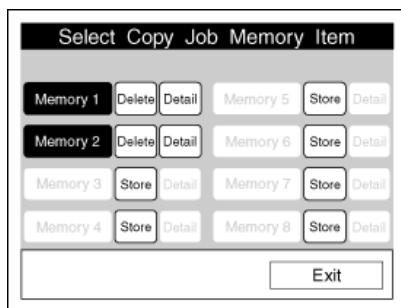 Select Copy Job Memory Item
Memory 1 Delete Detail Memory 5 Store Detail
Memory 2 Delete Detail Memory 6 Store Detail
Memory 3 Store Detail Memory 7 Store Detail
Memory 4 Store Detail Memory 8 Store Detail
Exit